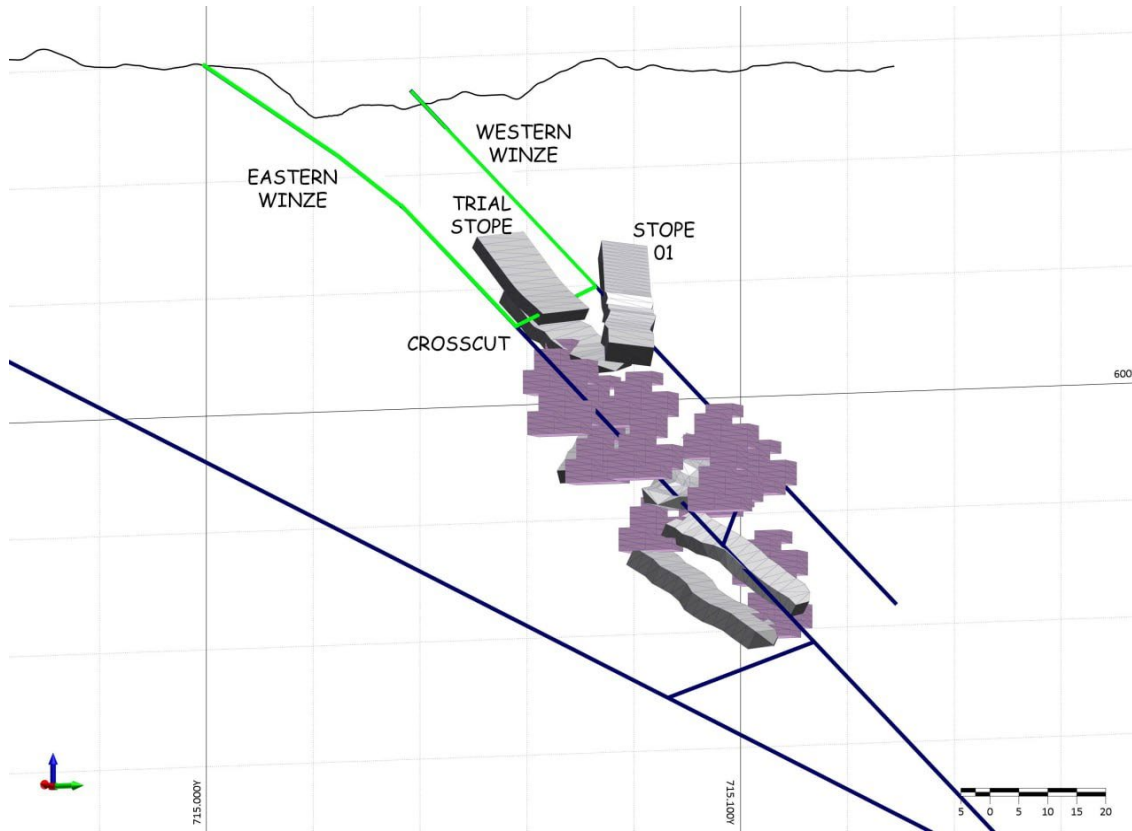 WESTERN
WINZE
EASTERN
WINZE
TRIAL
STOPE
STOPE
01
CROSSCUT
600
715.000Y
715.100Y
5 0 5 10 15 20